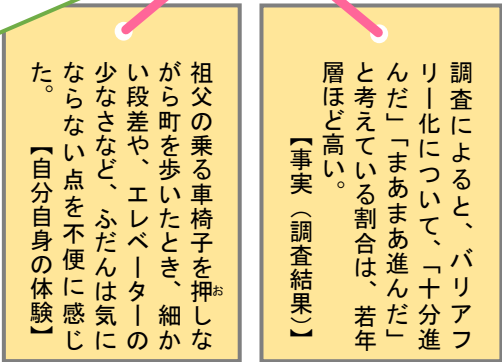 調査によると、バリアフ
リー化について、「十分進
んだ」「まあまあ進んだ」
と考えている割合は、若年
層ほど高い。
【事実（調査結果）】
祖父の乗る車椅子を押しな
お
がら町を歩いたとき、細か
い段差や、エレベーターの
少なさなど、ふだんは気に
ならない点を不便に感じ
た。
【自分自身の体験】